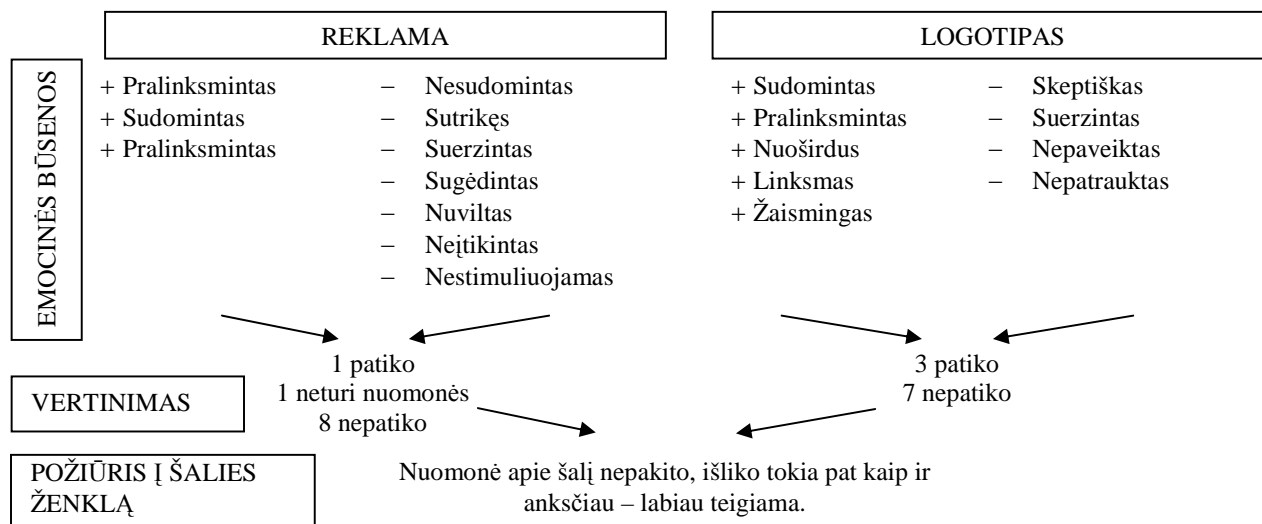 REKLAMA
LOGOTIPAS
EMOCINĖS BŪSENOS
+ Pralinksmintas
+ Sudomintas
+ Pralinksmintas
– Nesudomintas
– Sutrikęs
– Suerzintas
– Sugėdintas
– Nuviltas
– Neįtikintas
– Nestimuliuojamas
+ Sudomintas
+ Pralinksmintas
+ Nuoširdus
+ Linksmas
+ Žaismingas
– Skeptiškas
– Suerzintas
– Nepaveiktas
– Nepatrauktas
VERTINIMAS
1 patiko
1 neturi nuomonės
8 nepatiko
3 patiko
7 nepatiko
POŽIŪRIS Į ŠALIES
ŽENKLĄ
Nuomonė apie šalį nepakito, išliko tokia pat kaip ir
anksčiau – labiau teigiama.